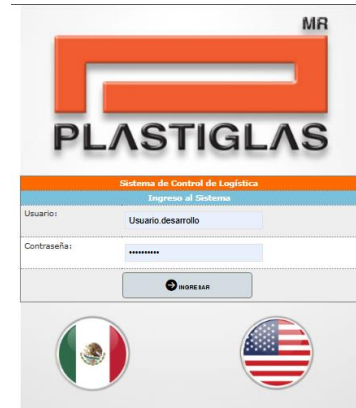 MR
PLASTIGLAS
Sistema de Control de Logística
Ingreso al Sistema
Usuario:
Usuario.desarrollo
Contraseña:
••••••••••
INGRESAR